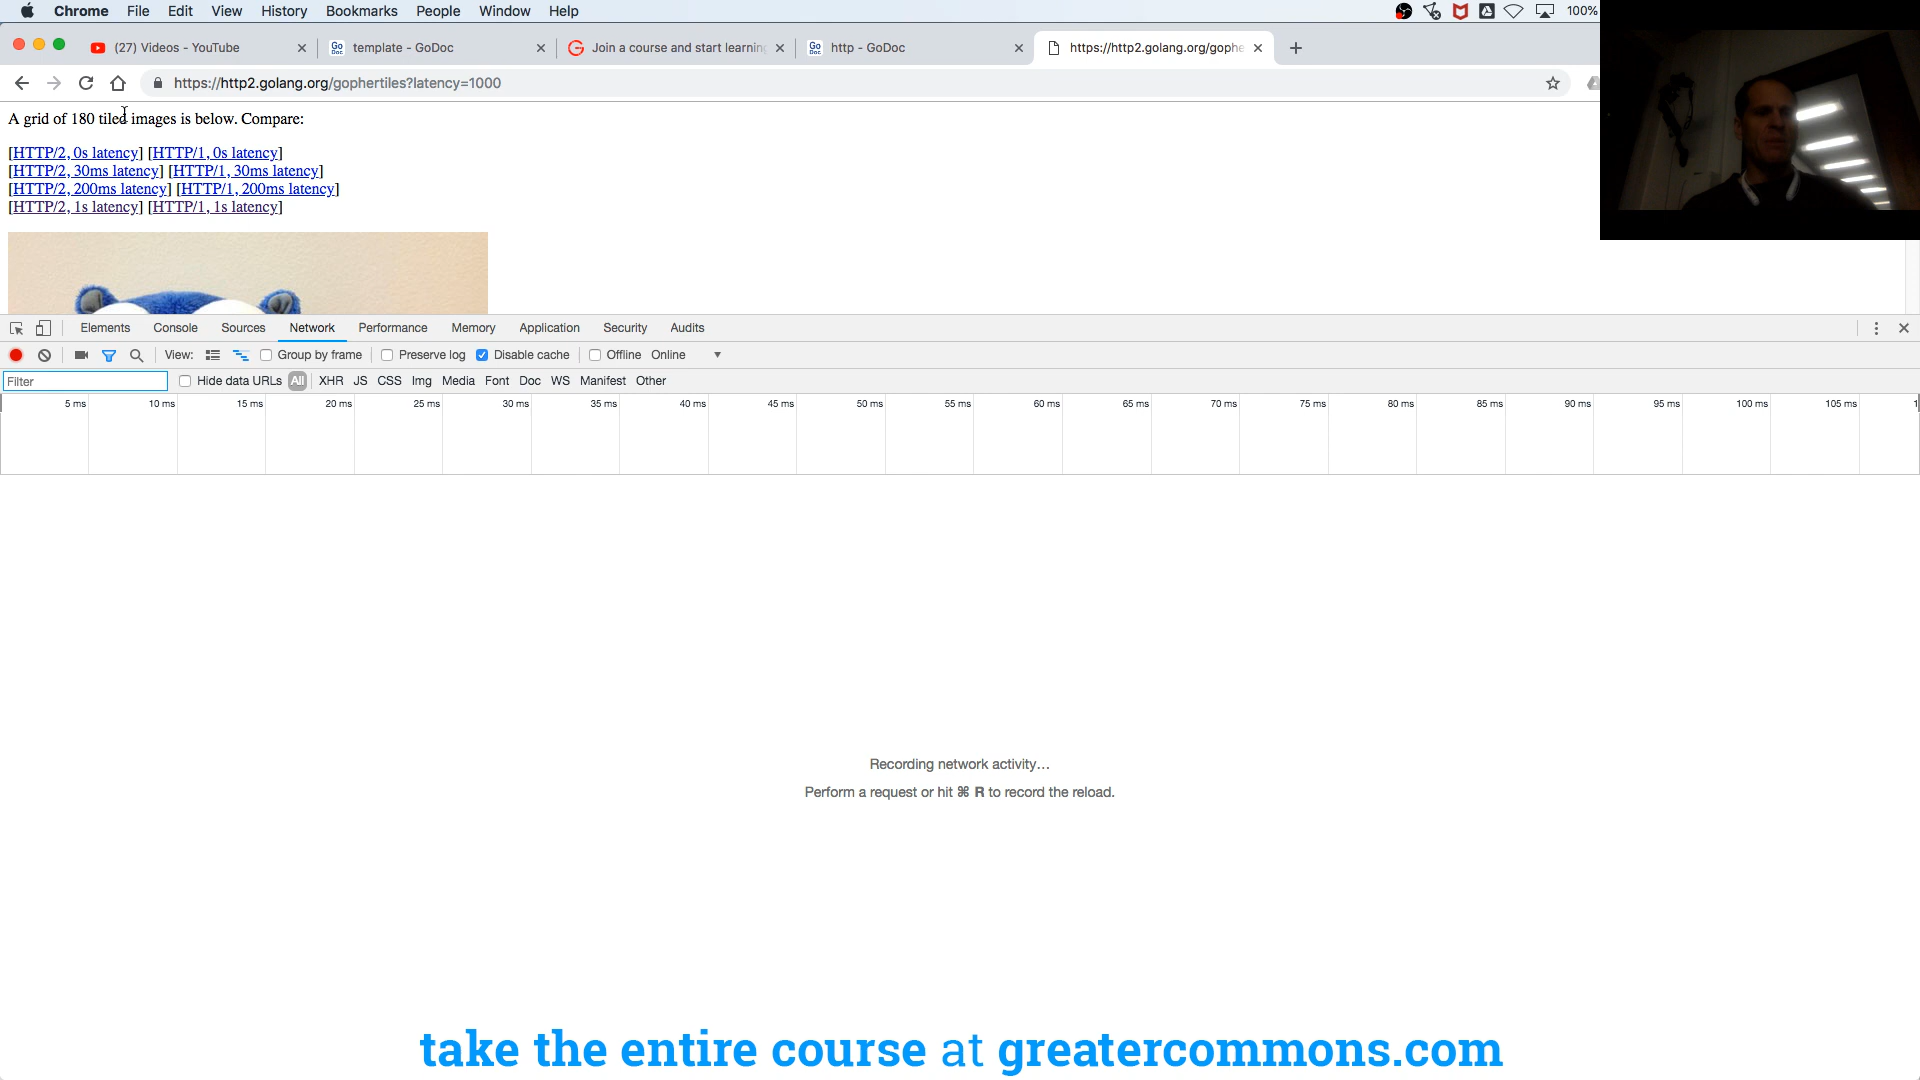 Chrome File Edit View History Bookmarks People Window Help 100%
(27) Videos - YouTube template - GoDoc Join a course and start learning http - GoDoc https://http2.golang.org/gophe
https://http2.golang.org/gophertiles?latency=1000
A grid of 180 tiled images is below. Compare:
[HTTP/2, 0s latency] [HTTP/1, 0s latency]
[HTTP/2, 30ms latency] [HTTP/1, 30ms latency]
[HTTP/2, 200ms latency] [HTTP/1, 200ms latency]
[HTTP/2, 1s latency] [HTTP/1, 1s latency]
Elements Console Sources Network Performance Memory Application Security Audits
View: Group by frame Preserve log Disable cache Offline Online
Filter Hide data URLs All XHR JS CSS Img Media Font Doc WS Manifest Other
5 ms 10 ms 15 ms 20 ms 25 ms 30 ms 35 ms 40 ms 45 ms 50 ms 55 ms 60 ms 65 ms 70 ms 75 ms 80 ms 85 ms 90 ms 95 ms 100 ms 105 ms
Recording network activity…
Perform a request or hit ⌘ R to record the reload.
take the entire course at greatercommons.com